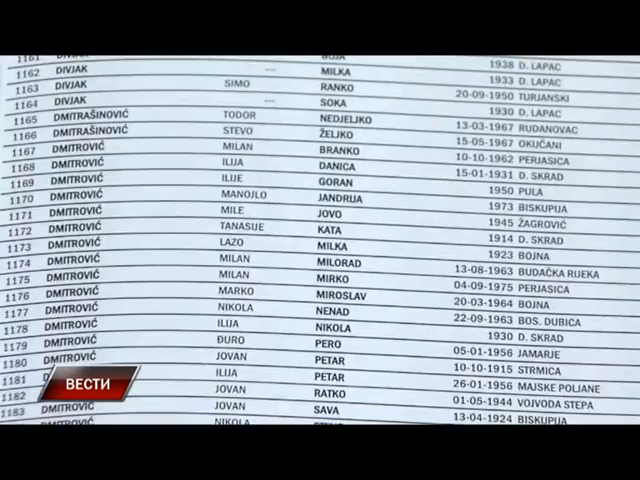 1161 DIVJAK BOJA 1938 D. LAPAC
1162 DIVJAK --- MILKA 1933 D. LAPAC
1163 DIVJAK SIMO RANKO 20-09-1950 TURJANSKI
1164 DIVJAK --- SOKA 1930 D. LAPAC
1165 DMITRAŠINOVIĆ TODOR NEDJELJKO 13-03-1967 RUDANOVAC
1166 DMITRAŠINOVIĆ STEVO ŽELJKO 15-05-1967 OKUČANI
1167 DMITROVIĆ MILAN BRANKO 10-10-1962 PERJASICA
1168 DMITROVIĆ ILIJA DANICA 15-01-1931 D. SKRAD
1169 DMITROVIĆ ILIJE GORAN 1950 PULA
1170 DMITROVIĆ MANOJLO JANDRIJA 1973 BISKUPIJA
1171 DMITROVIĆ MILE JOVO 1945 ŽAGROVIĆ
1172 DMITROVIĆ TANASIJE KATA 1914 D. SKRAD
1173 DMITROVIĆ LAZO MILKA 1923 BOJNA
1174 DMITROVIĆ MILAN MILORAD 13-08-1963 BUDAČKA RIJEKA
1175 DMITROVIĆ MILAN MIRKO 04-09-1975 PERJASICA
1176 DMITROVIĆ MARKO MIROSLAV 20-03-1964 BOJNA
1177 DMITROVIĆ NIKOLA NENAD 22-09-1963 BOS. DUBICA
1178 DMITROVIĆ ILIJA NIKOLA 1930 D. SKRAD
1179 DMITROVIĆ ĐURO PERO 05-01-1956 JAMARJE
1180 DMITROVIĆ JOVAN PETAR 10-10-1915 STRMICA
1181 ILIJA PETAR 26-01-1956 MAJSKE POLJANE
1182 JOVAN RATKO 01-05-1944 VOJVODA STEPA
1183 DMITROVIĆ JOVAN SAVA 13-04-1924 BISKUPIJA
DMITROVIĆ NIKOLA
ВЕСТИ